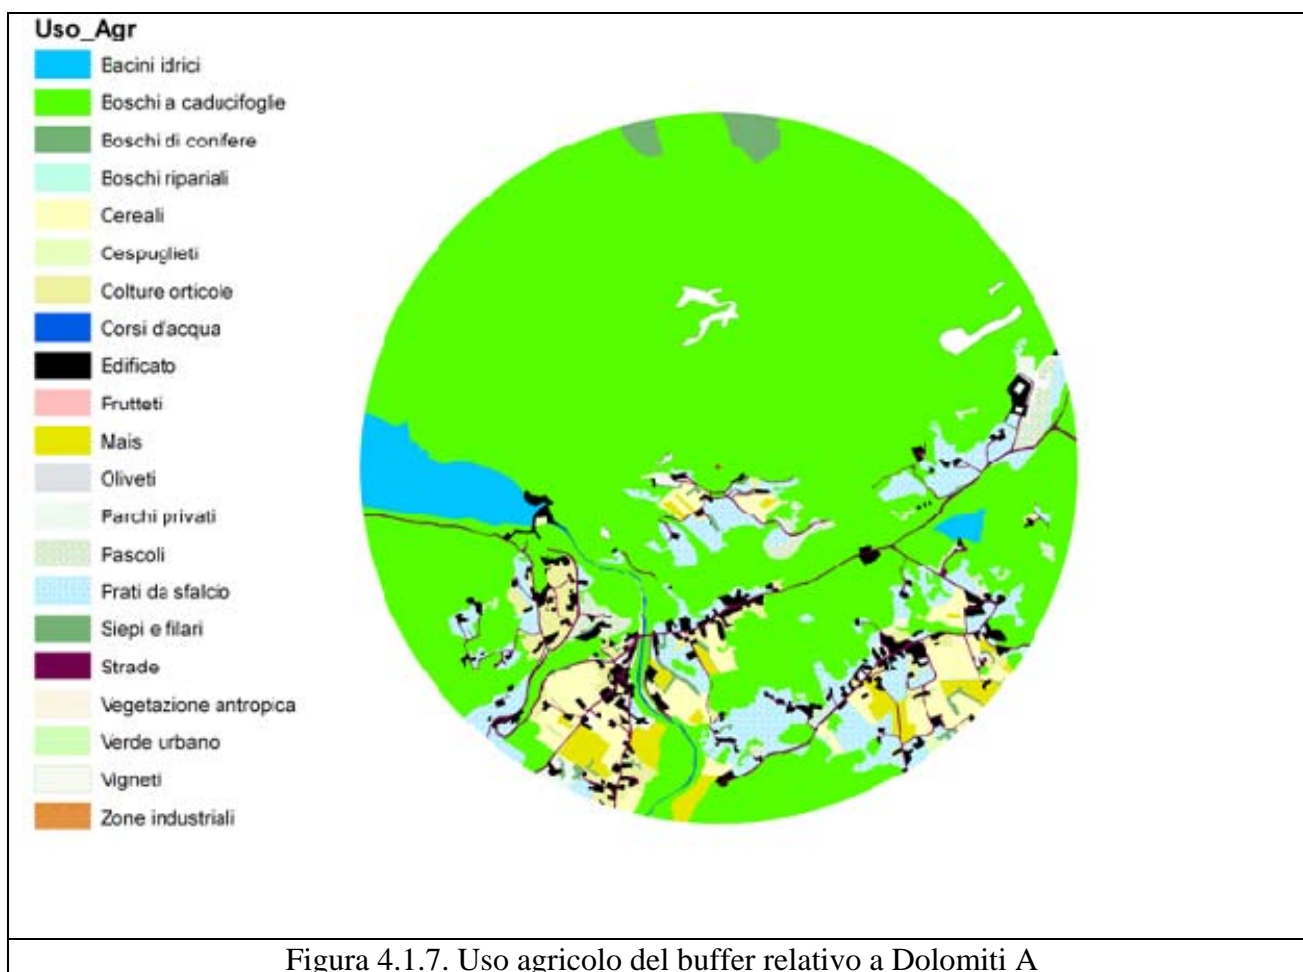 Uso_Agr
Bacini idrici
Boschi a caducifoglie
Boschi di conifere
Boschi ripariali
Cereali
Cespuglieti
Colture orticole
Corsi d'acqua
Edificato
Frutteti
Mais
Oliveti
Parchi privati
Pascoli
Prati da sfalcio
Siepi e filari
Strade
Vegetazione antropica
Verde urbano
Vigneti
Zone industriali
Figura 4.1.7. Uso agricolo del buffer relativo a Dolomiti A